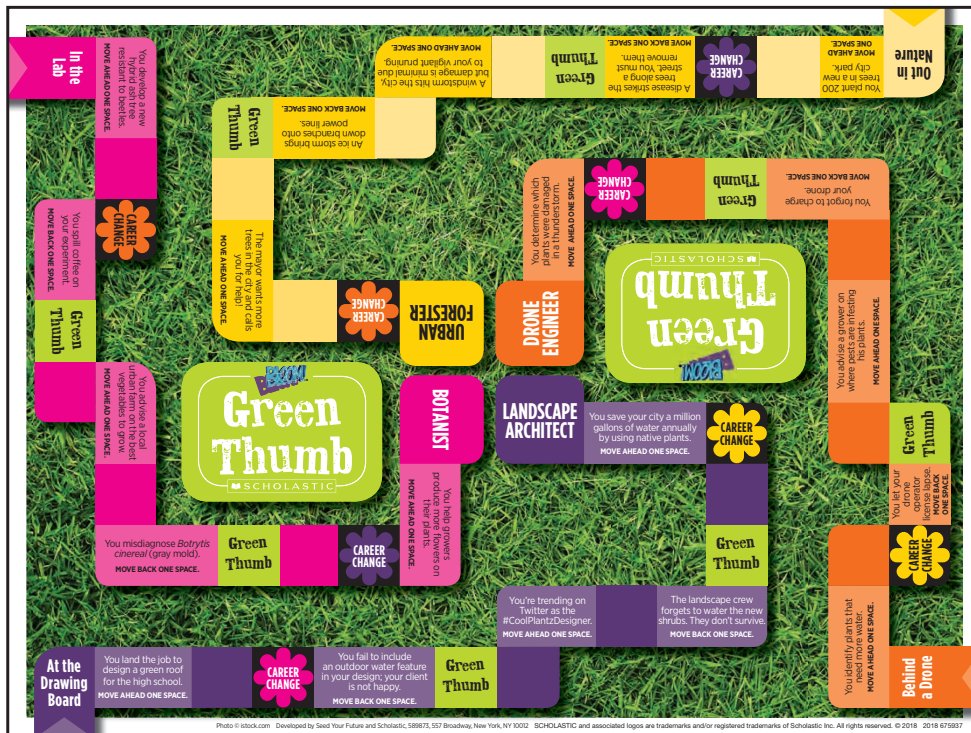 In the
Lab
You develop a new
hybrid ash tree
resistant to beetles.
MOVE AHEAD ONE SPACE.
CAREER
CHANGE
You spill coffee on
your experiment.
MOVE BACK ONE SPACE.
Green
Thumb
You advise a local
urban farm on the best
vegetables to grow.
MOVE AHEAD ONE SPACE.
You misdiagnose Botrytis
cinereal (gray mold).
MOVE BACK ONE SPACE.
Green
Thumb
CAREER
CHANGE
You help growers
produce more flowers on
their plants.
MOVE AHEAD ONE SPACE.
BOTANIST
Out in
Nature
You plant 200
trees in a new
city park.
MOVE AHEAD
ONE SPACE.
CAREER
CHANGE
A disease strikes the
trees along a
street. You must
remove them.
MOVE BACK ONE SPACE.
Green
Thumb
A windstorm hits the city,
but damage is minimal due
to your vigilant pruning.
MOVE AHEAD ONE SPACE.
An ice storm brings
down branches onto
power lines.
MOVE BACK ONE SPACE.
Green
Thumb
The mayor wants more
trees in the city and calls
you for help!
MOVE AHEAD ONE SPACE.
CAREER
CHANGE
URBAN
FORESTER
BLOOM!
Green
Thumb
SCHOLASTIC
DRONE
ENGINEER
You determine which
plants were damaged
in a thunderstorm.
MOVE AHEAD ONE SPACE.
CAREER
CHANGE
Green
Thumb
You forgot to charge
your drone.
MOVE BACK ONE SPACE.
You advise a grower on
where pests are infesting
his plants.
MOVE AHEAD ONE SPACE.
Green
Thumb
You let your
drone
operator
license lapse.
MOVE BACK
ONE SPACE.
CAREER
CHANGE
You identify plants that
need more water.
MOVE AHEAD ONE SPACE.
Behind
a Drone
BLOOM!
Green
Thumb
SCHOLASTIC
LANDSCAPE
ARCHITECT
You save your city a million
gallons of water annually
by using native plants.
MOVE AHEAD ONE SPACE.
CAREER
CHANGE
Green
Thumb
The landscape crew
forgets to water the new
shrubs. They don't survive.
MOVE BACK ONE SPACE.
You're trending on
Twitter as the
#CoolPlantzDesigner.
MOVE AHEAD ONE SPACE.
Green
Thumb
You fail to include
an outdoor water feature
in your design; your client
is not happy.
MOVE BACK ONE SPACE.
CAREER
CHANGE
You land the job to
design a green roof
for the high school.
MOVE AHEAD ONE SPACE.
At the
Drawing
Board
Photo © istock.com Developed by Seed Your Future and Scholastic, 589873, 557 Broadway, New York, NY 10012 SCHOLASTIC and associated logos are trademarks and/or registered trademarks of Scholastic Inc. All rights reserved. © 2018 2018 675937